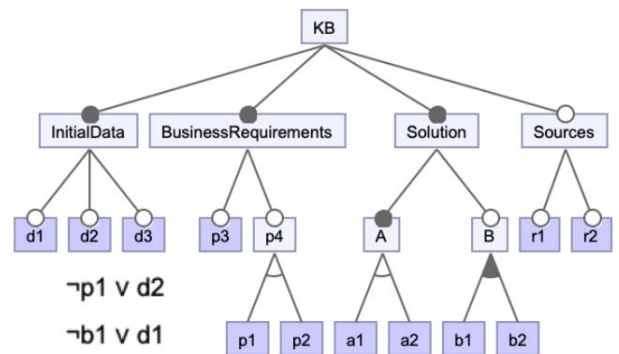 KB
InitialData BusinessRequirements Solution Sources
d1 d2 d3 p3 p4 A B r1 r2
¬p1 v d2
¬b1 v d1
p1 p2 a1 a2 b1 b2